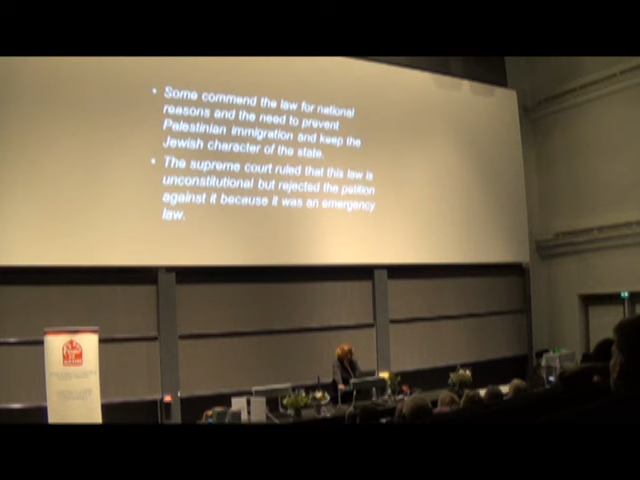 • Some commend the law for national
reasons and the need to prevent
Palestinian immigration and keep the
Jewish character of the state.
• The supreme court ruled that this law is
unconstitutional but rejected the petition
against it because it was an emergency
law.